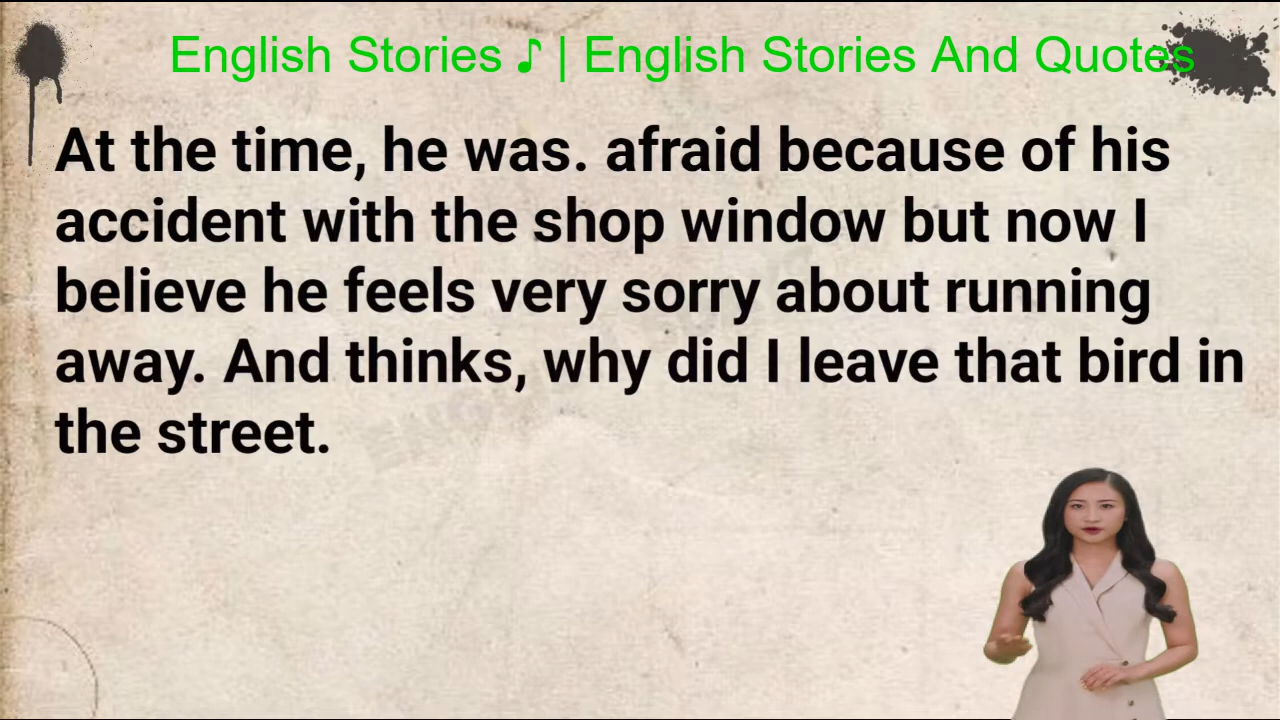 English Stories ♪ | English Stories And Quotes
At the time, he was. afraid because of his
accident with the shop window but now I
believe he feels very sorry about running
away. And thinks, why did I leave that bird in
the street.